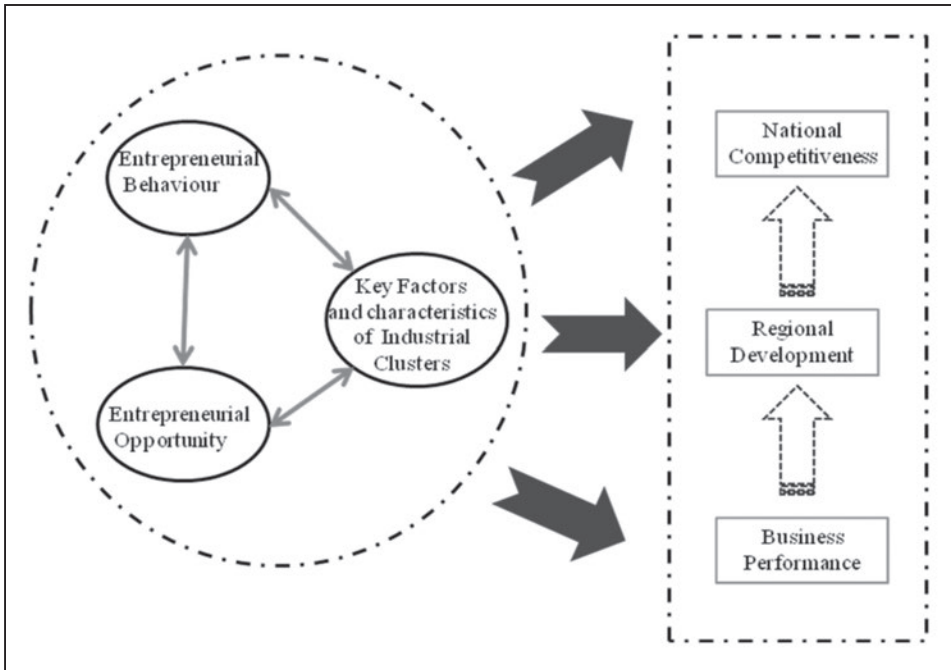 Entrepreneurial
Behaviour
Key Factors
and characteristics
of Industrial
Clusters
Entrepreneurial
Opportunity
National
Competitiveness
Regional
Development
Business
Performance